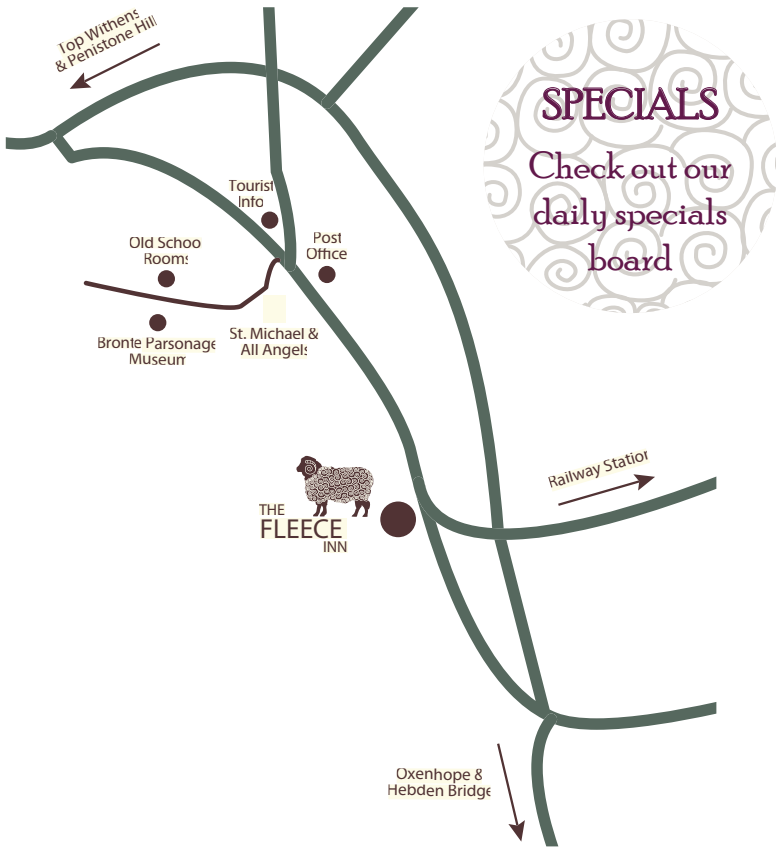 Top Withens
& Penistone Hill
SPECIALS
Check out our
daily specials
board
Tourist
Info
Post
Office
Old Schoo
Rooms
Bronte Parsonage
Museum
St. Michael &
All Angels
Railway Station
THE
FLEECE
INN
Oxenhope &
Hebden Bridge